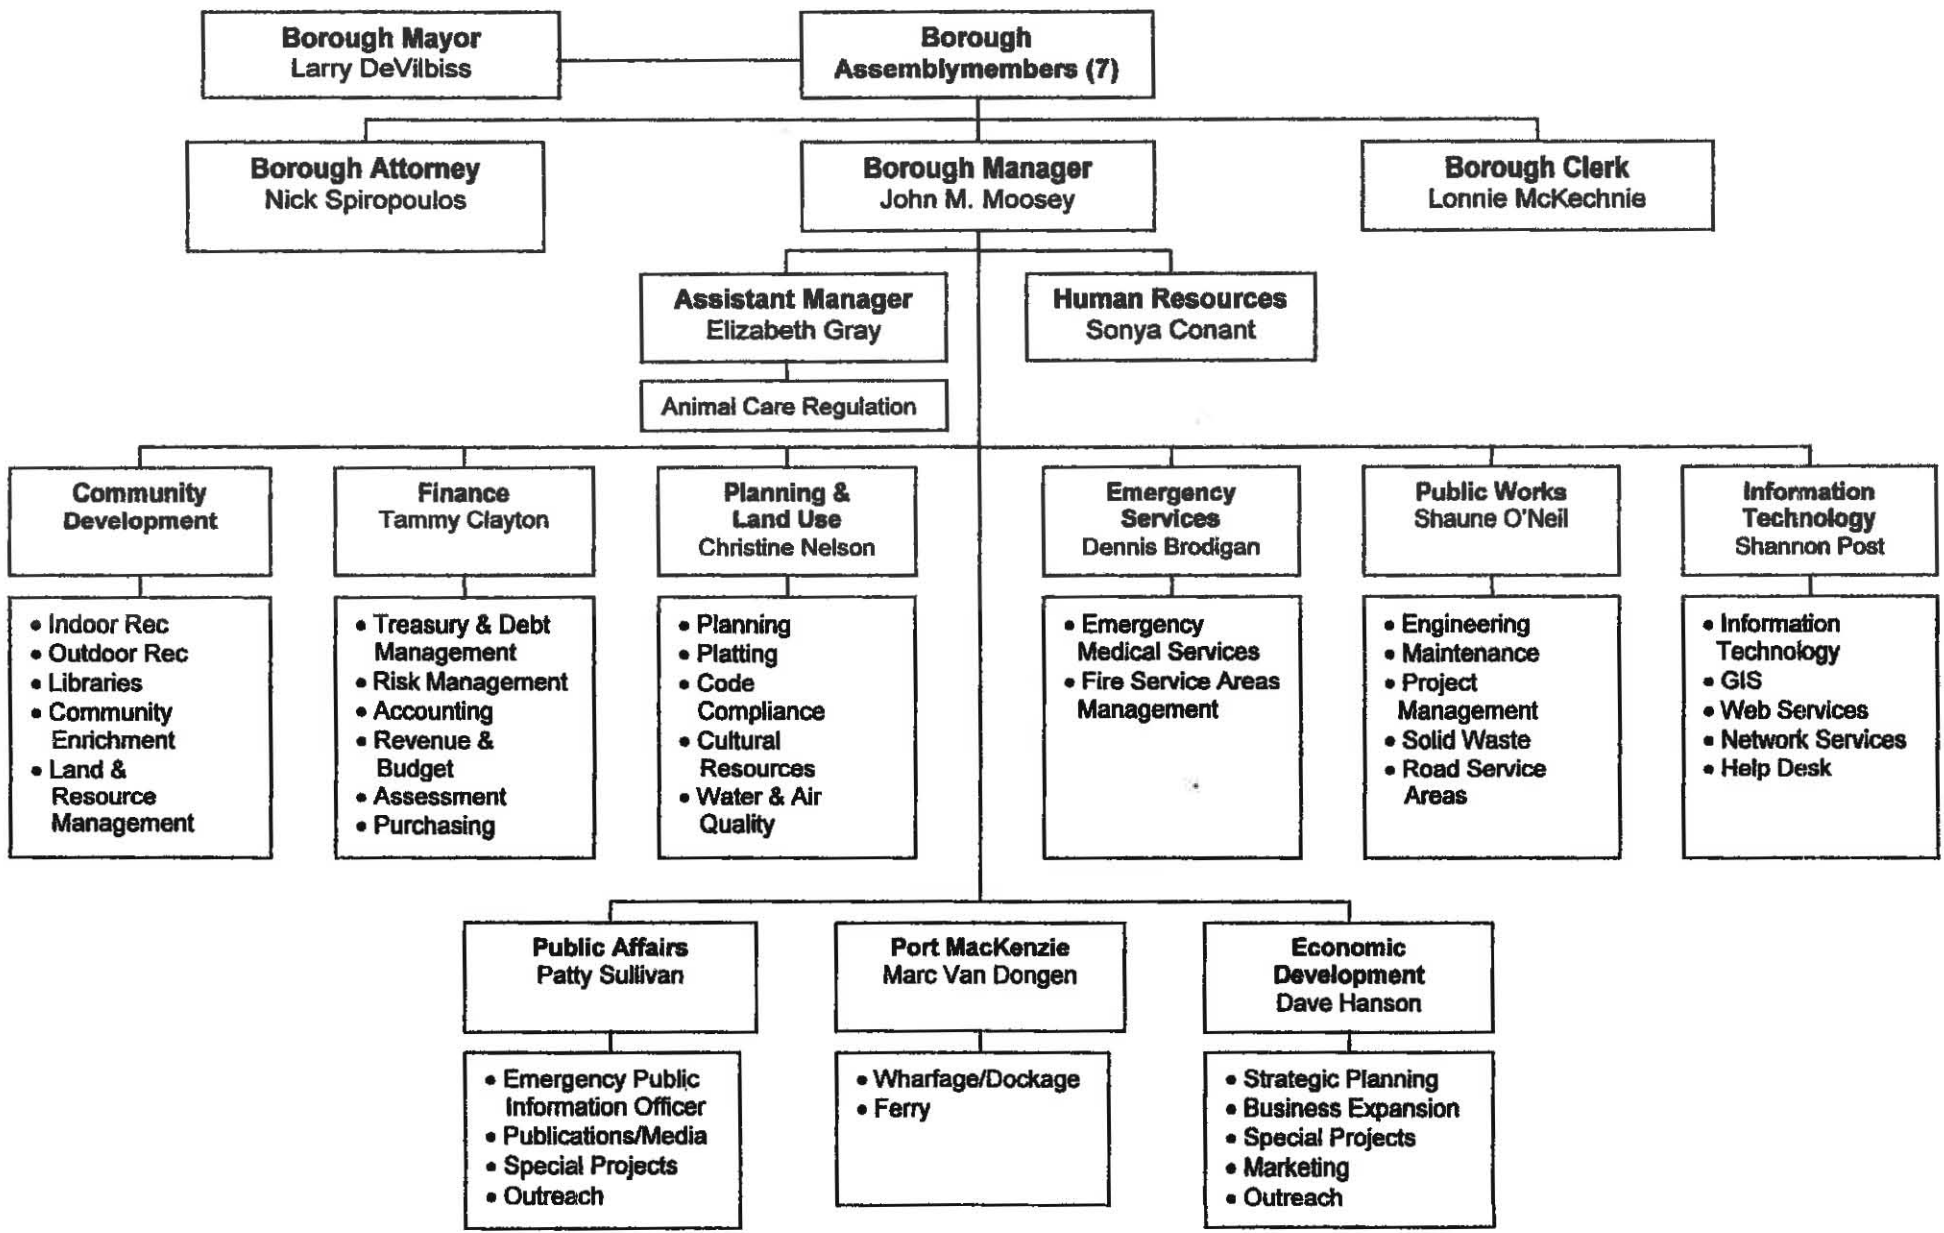 Borough Mayor
Larry DeVilbiss
Borough
Assemblymembers (7)
Borough Attorney
Nick Spiropoulos
Borough Manager
John M. Moosey
Borough Clerk
Lonnie McKechnie
Assistant Manager
Elizabeth Gray
Human Resources
Sonya Conant
Animal Care Regulation
Community
Development
Finance
Tammy Clayton
Planning &
Land Use
Christine Nelson
Emergency
Services
Dennis Brodigan
Public Works
Shaune O'Neil
Information
Technology
Shannon Post
• Indoor Rec
• Outdoor Rec
• Libraries
• Community
Enrichment
• Land &
Resource
Management
• Treasury & Debt
Management
• Risk Management
• Accounting
• Revenue &
Budget
• Assessment
• Purchasing
• Planning
• Platting
• Code
Compliance
• Cultural
Resources
• Water & Air
Quality
• Emergency
Medical Services
• Fire Service Areas
Management
• Engineering
• Maintenance
• Project
Management
• Solid Waste
• Road Service
Areas
• Information
Technology
• GIS
• Web Services
• Network Services
• Help Desk
Public Affairs
Patty Sullivan
Port MacKenzie
Marc Van Dongen
Economic
Development
Dave Hanson
• Emergency Public
Information Officer
• Publications/Media
• Special Projects
• Outreach
• Wharfage/Dockage
• Ferry
• Strategic Planning
• Business Expansion
• Special Projects
• Marketing
• Outreach